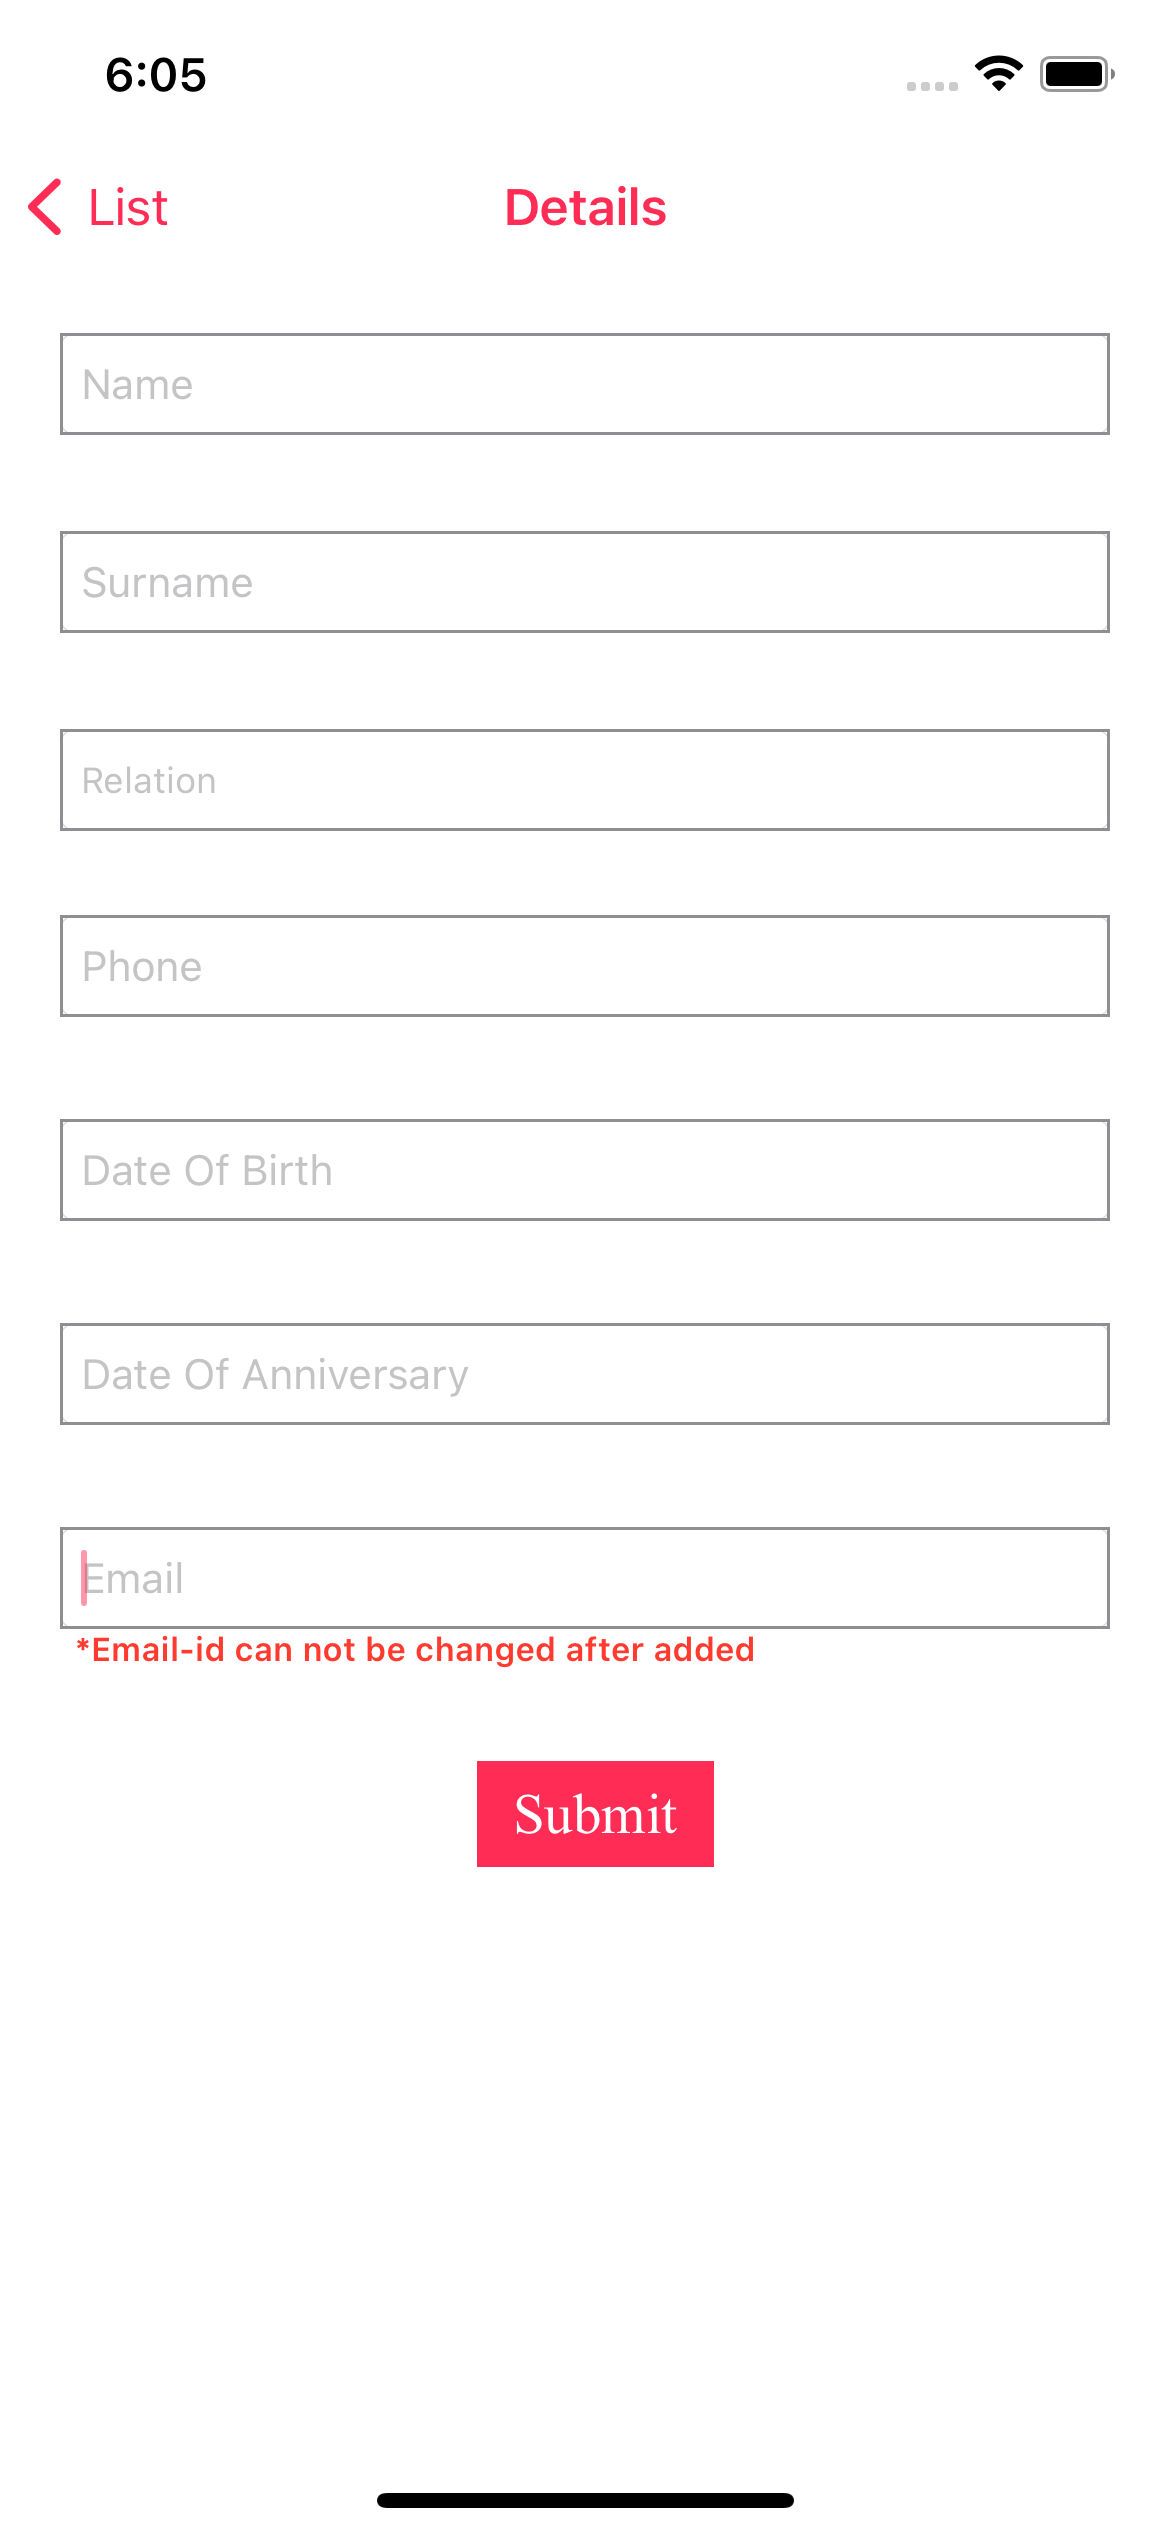 6:05
List
Details
Name
Surname
Relation
Phone
Date Of Birth
Date Of Anniversary
Email
*Email-id can not be changed after added
Submit